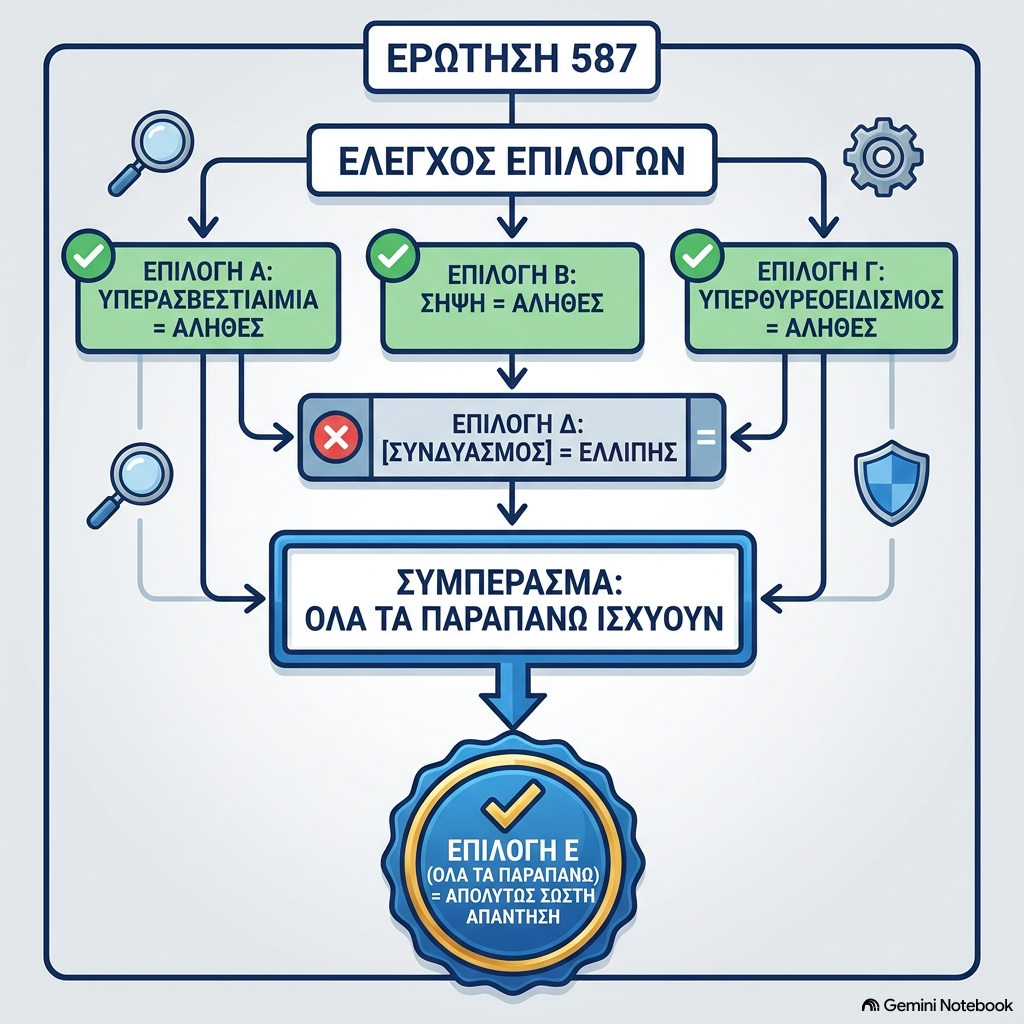 ΕΡΩΤΗΣΗ 587
ΕΛΕΓΧΟΣ ΕΠΙΛΟΓΩΝ
ΕΠΙΛΟΓΗ Α:
ΥΠΕΡΑΣΒΕΣΤΙΑΙΜΙΑ
= ΑΛΗΘΕΣ
ΕΠΙΛΟΓΗ Β:
ΣΗΨΗ = ΑΛΗΘΕΣ
ΕΠΙΛΟΓΗ Γ:
ΥΠΕΡΘΥΡΕΟΕΙΔΙΣΜΟΣ
= ΑΛΗΘΕΣ
ΕΠΙΛΟΓΗ Δ:
[ΣΥΝΔΥΑΣΜΟΣ] = ΕΛΛΙΠΗΣ
=
ΣΥΜΠΕΡΑΣΜΑ:
ΟΛΑ ΤΑ ΠΑΡΑΠΑΝΩ ΙΣΧΥΟΥΝ
ΕΠΙΛΟΓΗ Ε
(ΟΛΑ ΤΑ ΠΑΡΑΠΑΝΩ)
= ΑΠΟΛΥΤΩΣ ΣΩΣΤΗ
ΑΠΑΝΤΗΣΗ
Gemini Notebook